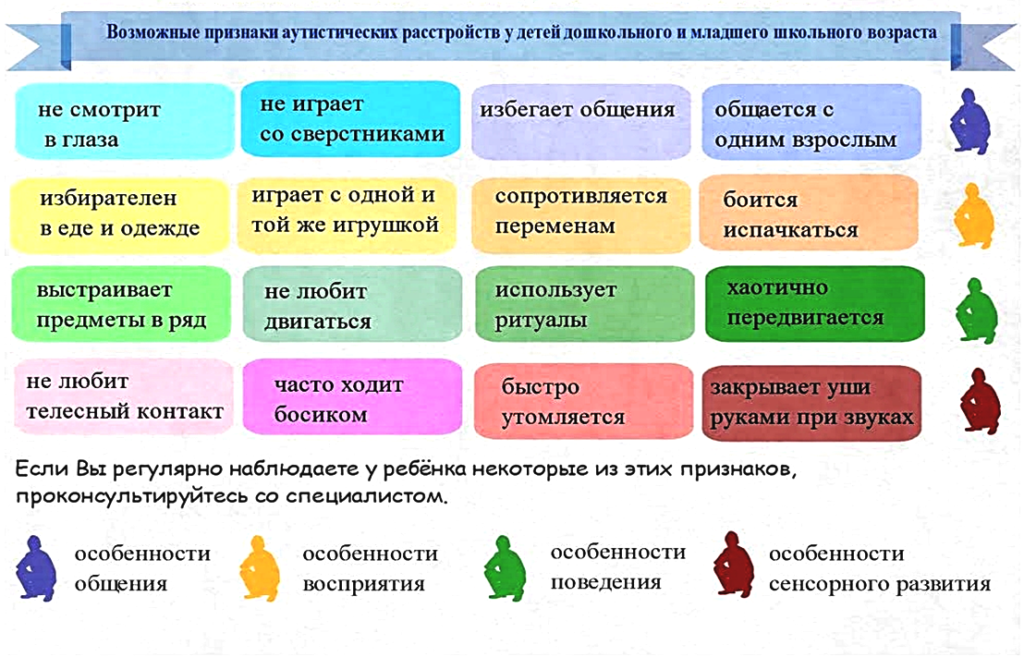 Возможные признаки аутистических расстройств у детей дошкольного и младшего школьного возраста
не смотрит
в глаза
не играет
со сверстниками
избегает общения
общается с
одним взрослым
избирателен
в еде и одежде
играет с одной и
той же игрушкой
сопротивляется
переменам
боится
испачкаться
выстраивает
предметы в ряд
не любит
двигаться
использует
ритуалы
хаотично
передвигается
не любит
телесный контакт
часто ходит
босиком
быстро
утомляется
закрывает уши
руками при звуках
Если Вы регулярно наблюдаете у ребёнка некоторые из этих признаков,
проконсультируйтесь со специалистом.
особенности
общения
особенности
восприятия
особенности
поведения
особенности
сенсорного развития